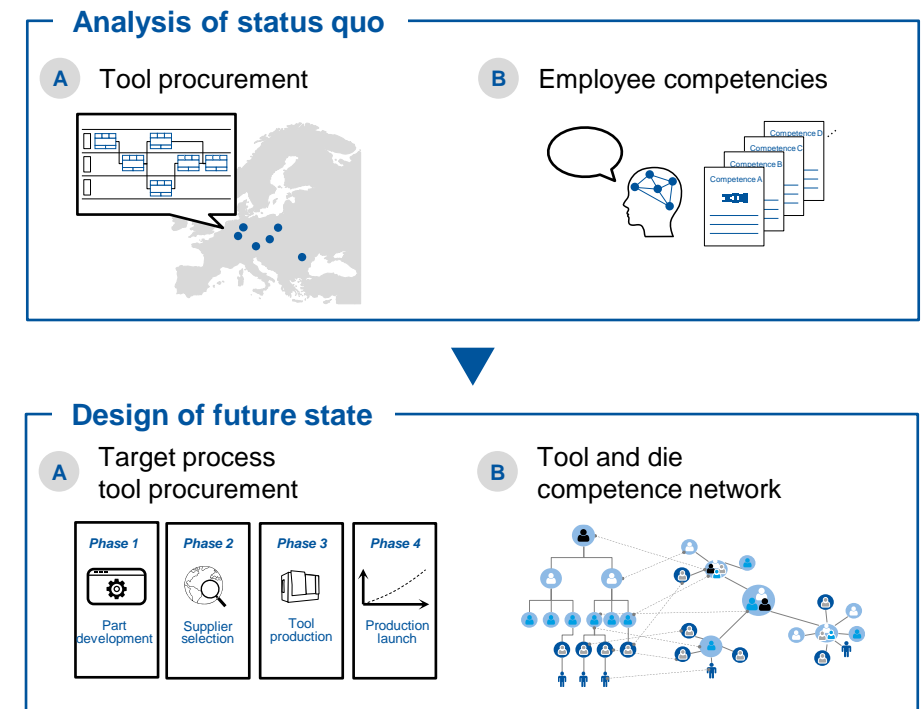 Analysis of status quo
A Tool procurement
B Employee competencies
Competence D
Competence C
Competence B
Competence A
Design of future state
A Target process
tool procurement
B Tool and die
competence network
Phase 1
Part
development
Phase 2
Supplier
selection
Phase 3
Tool
production
Phase 4
Production
launch